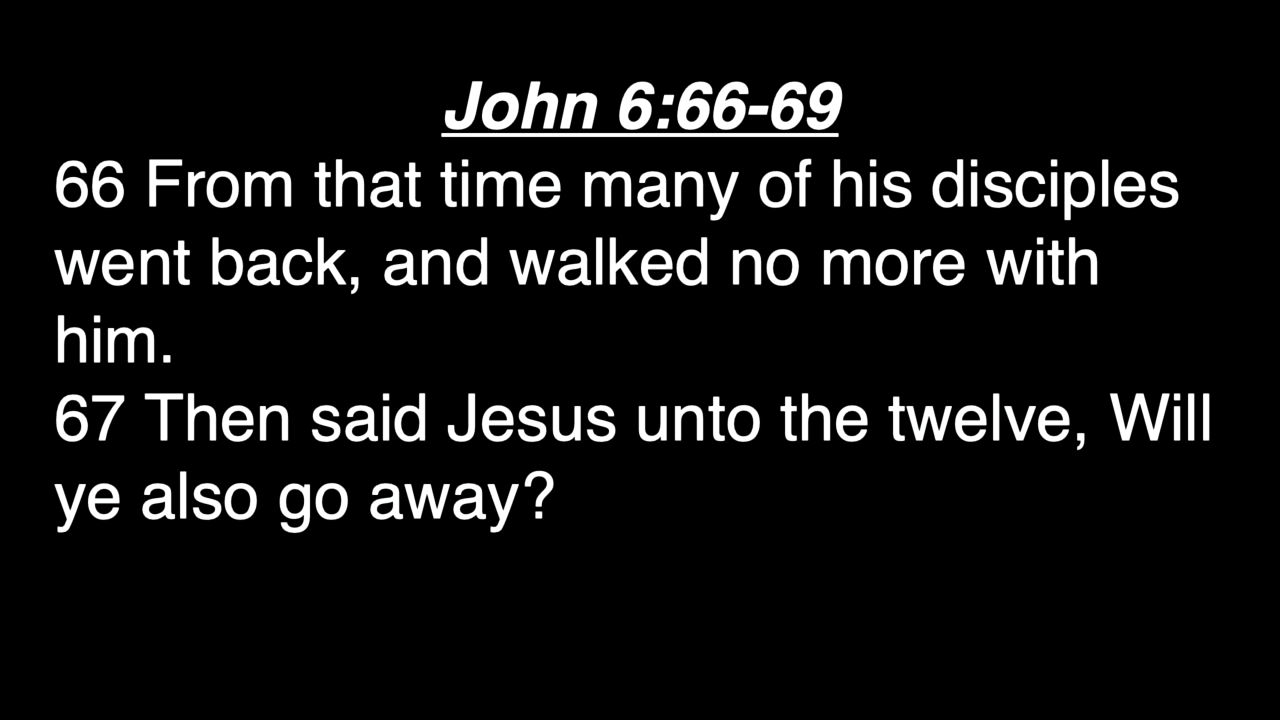 John 6:66-69
66 From that time many of his disciples
went back, and walked no more with
him.
67 Then said Jesus unto the twelve, Will
ye also go away?